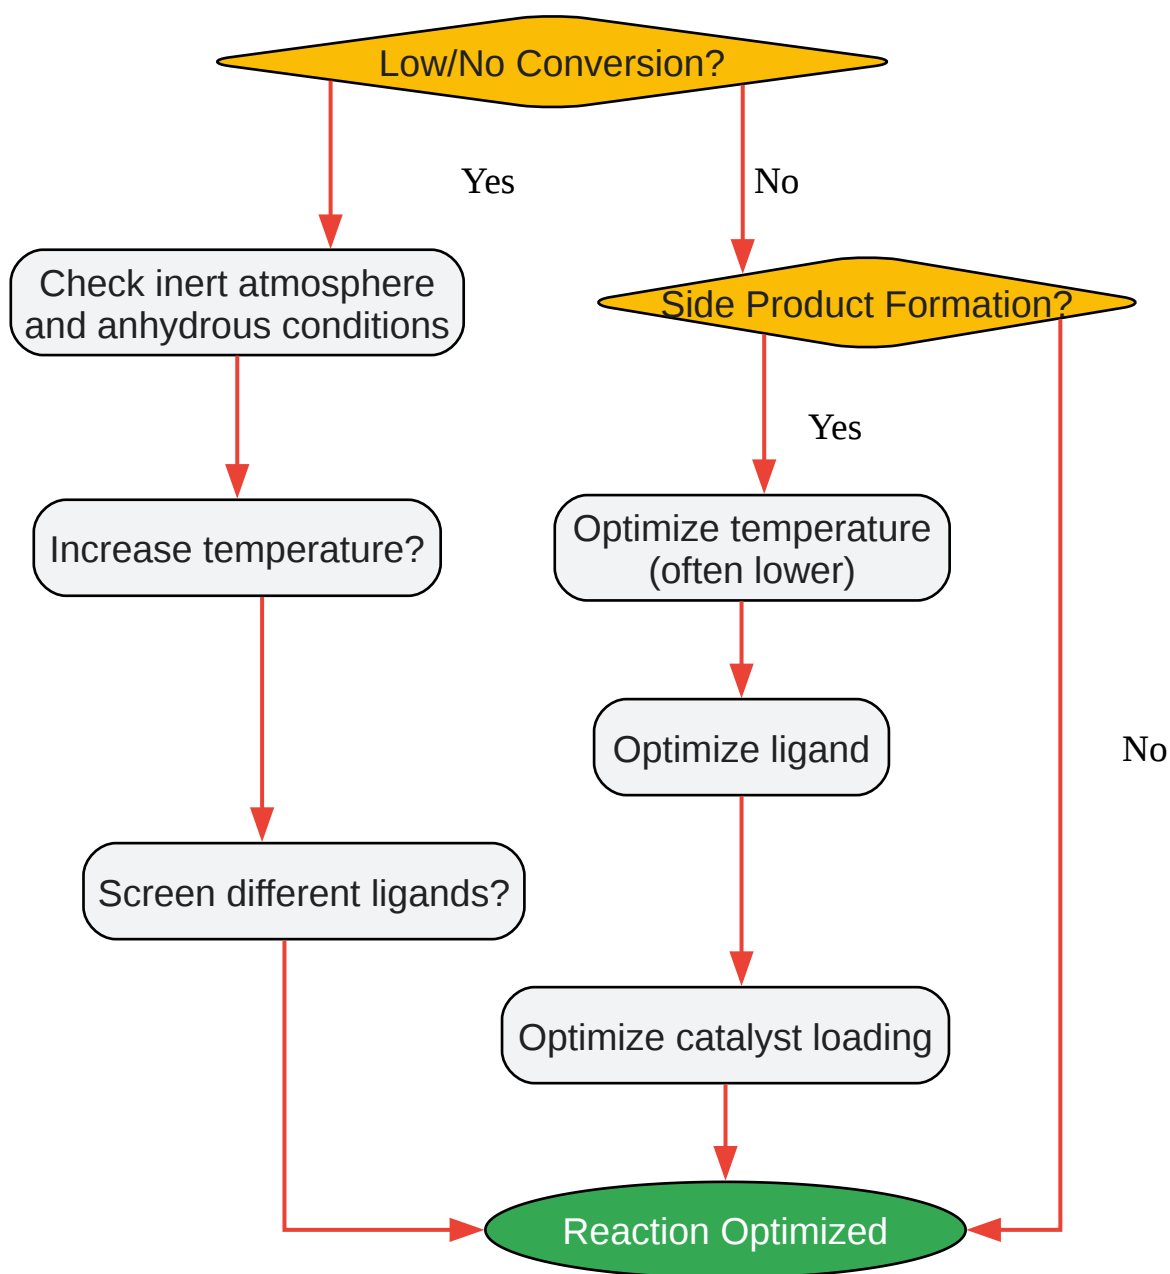 Low/No Conversion?
Yes
No
Check inert atmosphere
and anhydrous conditions
Side Product Formation?
Yes
Increase temperature?
Optimize temperature
(often lower)
Optimize ligand
No
Screen different ligands?
Optimize catalyst loading
Reaction Optimized